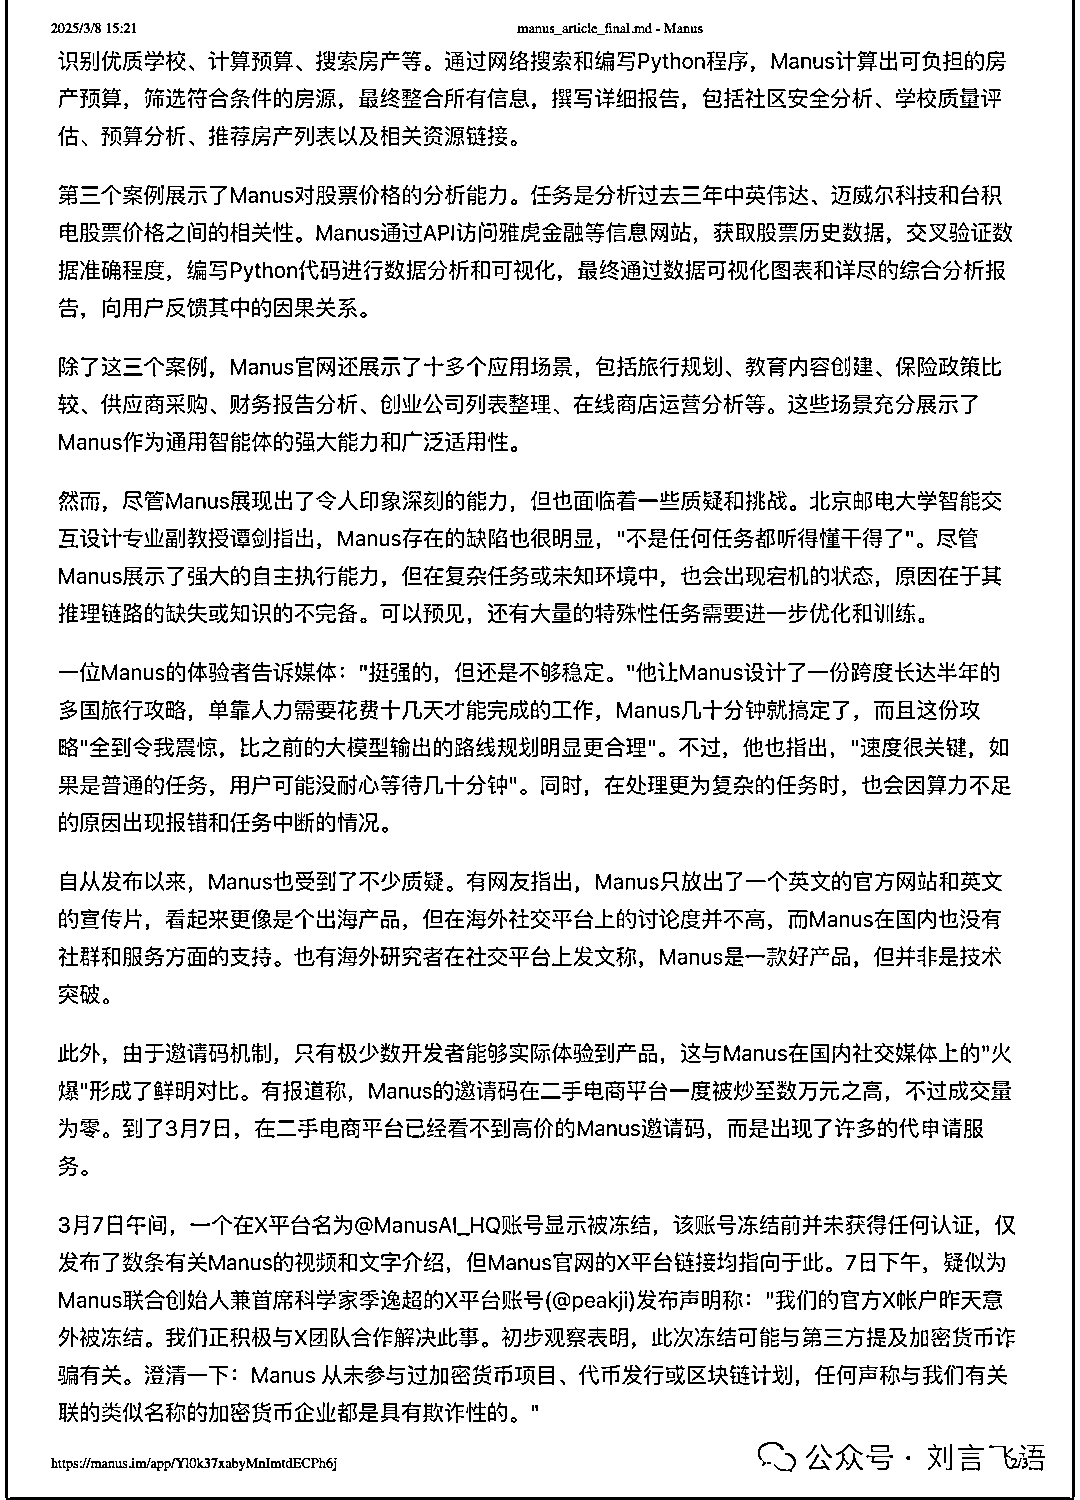 2025/3/8 15:21
manus_article_final.md - Manus
识别优质学校、计算预算、搜索房产等。通过网络搜索和编写Python程序，Manus计算出可负担的房
产预算，筛选符合条件的房源，最终整合所有信息，撰写详细报告，包括社区安全分析、学校质量评
估、预算分析、推荐房产列表以及相关资源链接。
第三个案例展示了Manus对股票价格的分析能力。任务是分析过去三年中英伟达、迈威尔科技和台积
电股票价格之间的相关性。Manus通过API访问雅虎金融等信息网站，获取股票历史数据，交叉验证数
据准确程度，编写Python代码进行数据分析和可视化，最终通过数据可视化图表和详尽的综合分析报
告，向用户反馈其中的因果关系。
除了这三个案例，Manus官网还展示了十多个应用场景，包括旅行规划、教育内容创建、保险政策比
较、供应商采购、财务报告分析、创业公司列表整理、在线商店运营分析等。这些场景充分展示了
Manus作为通用智能体的强大能力和广泛适用性。
然而，尽管Manus展现出了令人印象深刻的能力，但也面临着一些质疑和挑战。北京邮电大学智能交
互设计专业副教授谭剑指出，Manus存在的缺陷也很明显，"不是任何任务都听得懂干得了"。尽管
Manus展示了强大的自主执行能力，但在复杂任务或未知环境中，也会出现宕机的状态，原因在于其
推理链路的缺失或知识的不完备。可以预见，还有大量的特殊性任务需要进一步优化和训练。
一位Manus的体验者告诉媒体："挺强的，但还是不够稳定。"他让Manus设计了一份跨度长达半年的
多国旅行攻略，单靠人力需要花费十几天才能完成的工作，Manus几十分钟就搞定了，而且这份攻
略"全到令我震惊，比之前的大模型输出的路线规划明显更合理"。不过，他也指出，"速度很关键，如
果是普通的任务，用户可能没耐心等待几十分钟"。同时，在处理更为复杂的任务时，也会因算力不足
的原因出现报错和任务中断的情况。
自从发布以来，Manus也受到了不少质疑。有网友指出，Manus只放出了一个英文的官方网站和英文
的宣传片，看起来更像是个出海产品，但在海外社交平台上的讨论度并不高，而Manus在国内也没有
社群和服务方面的支持。也有海外研究者在社交平台上发文称，Manus是一款好产品，但并非是技术
突破。
此外，由于邀请码机制，只有极少数开发者能够实际体验到产品，这与Manus在国内社交媒体上的"火
爆"形成了鲜明对比。有报道称，Manus的邀请码在二手电商平台一度被炒至数万元之高，不过成交量
为零。到了3月7日，在二手电商平台已经看不到高价的Manus邀请码，而是出现了许多的代申请服
务。
3月7日午间，一个在X平台名为@ManusAI_HQ账号显示被冻结，该账号冻结前并未获得任何认证，仅
发布了数条有关Manus的视频和文字介绍，但Manus官网的X平台链接均指向于此。7日下午，疑似为
Manus联合创始人兼首席科学家季逸超的X平台账号(@peakji)发布声明称："我们的官方X帐户昨天意
外被冻结。我们正积极与X团队合作解决此事。初步观察表明，此次冻结可能与第三方提及加密货币诈
骗有关。澄清一下：Manus 从未参与过加密货币项目、代币发行或区块链计划，任何声称与我们有关
联的类似名称的加密货币企业都是具有欺诈性的。"
https://manus.im/app/Yl0k37xabyMnImtdECPh6j
公众号 · 刘言飞语